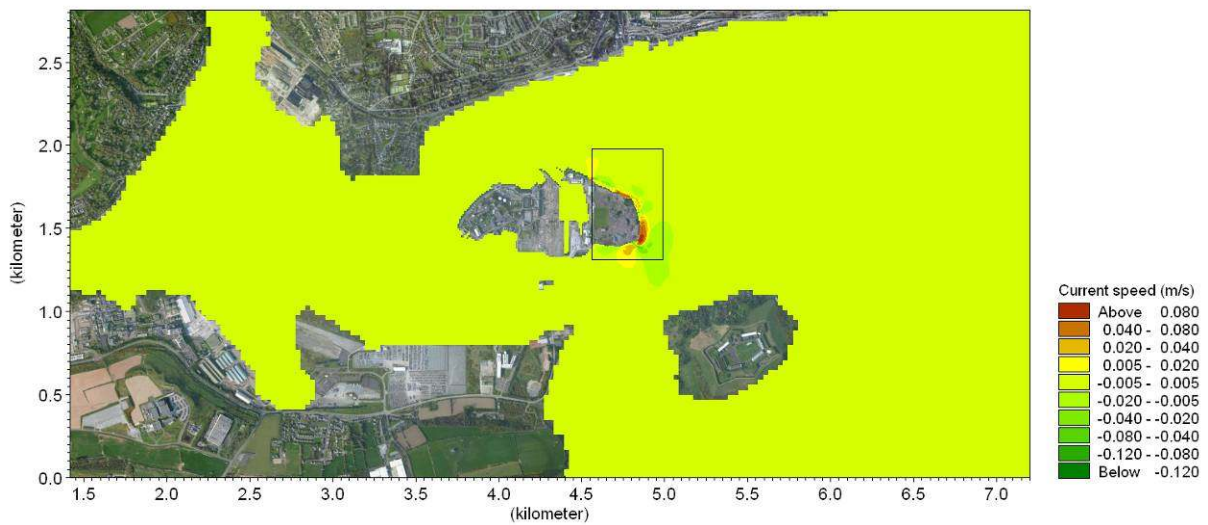 2.5
2.0
1.5
1.0
0.5
0.0
(kilometer)
1.5 2.0 2.5 3.0 3.5 4.0 4.5 5.0 5.5 6.0 6.5 7.0
(kilometer)
Current speed (m/s)
Above 0.080
0.040 - 0.080
0.020 - 0.040
0.005 - 0.020
-0.005 - 0.005
-0.020 - -0.005
-0.040 - -0.020
-0.080 - -0.040
-0.120 - -0.080
Below -0.120